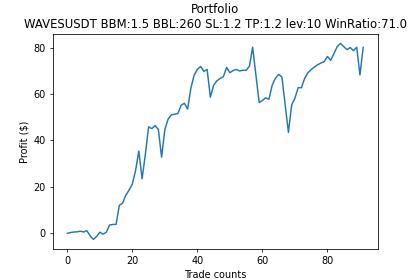 Portfolio
WAVESUSDT BBM:1.5 BBL:260 SL:1.2 TP:1.2 lev:10 WinRatio:71.0
80
60
40
20
0
Profit ($)
0 20 40 60 80
Trade counts